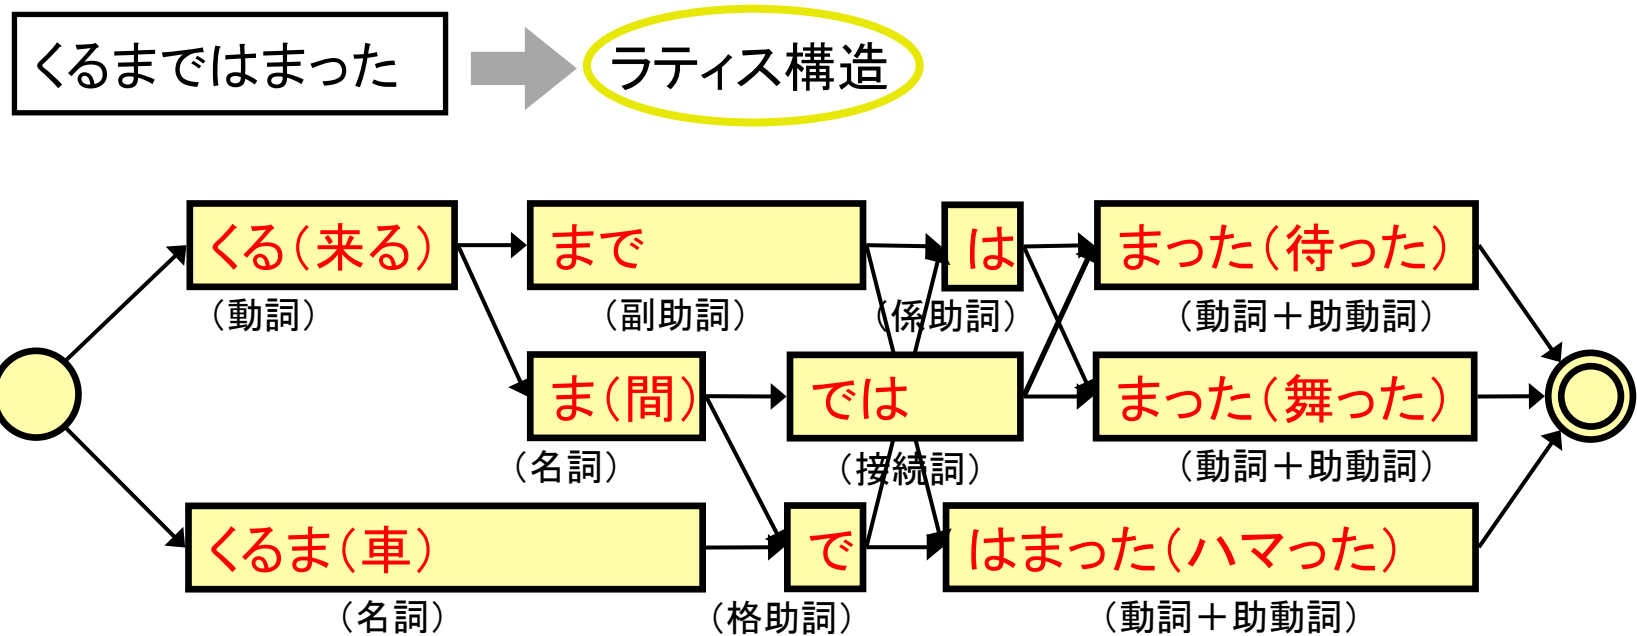 くるまではまった
ラティス構造
くる（来る）
まで
は
まった（待った）
（動詞）
（副助詞）
（係助詞）
（動詞＋助動詞）
ま（間）
では
まった（舞った）
（名詞）
（接続詞）
（動詞＋助動詞）
くるま（車）
で
はまった（ハマった）
（名詞）
（格助詞）
（動詞＋助動詞）